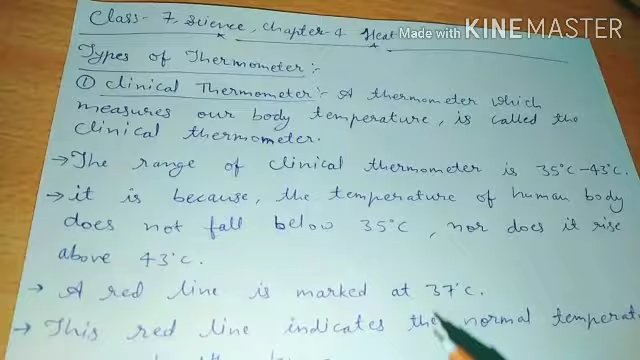 Class- 7, Science, chapter-4 Heat
Made with KINEMASTER
Types of Thermometer:-
① Clinical Thermometer:- A thermometer which
measures our body temperature, is called the
clinical thermometer.
→ The range of clinical thermometer is 35°C-43°C.
→ it is because, the temperature of human body
does not fall below 35°C, nor does it rise
above 43°C.
→ A red line is marked at 37°C.
→ This red line indicates the normal temperat